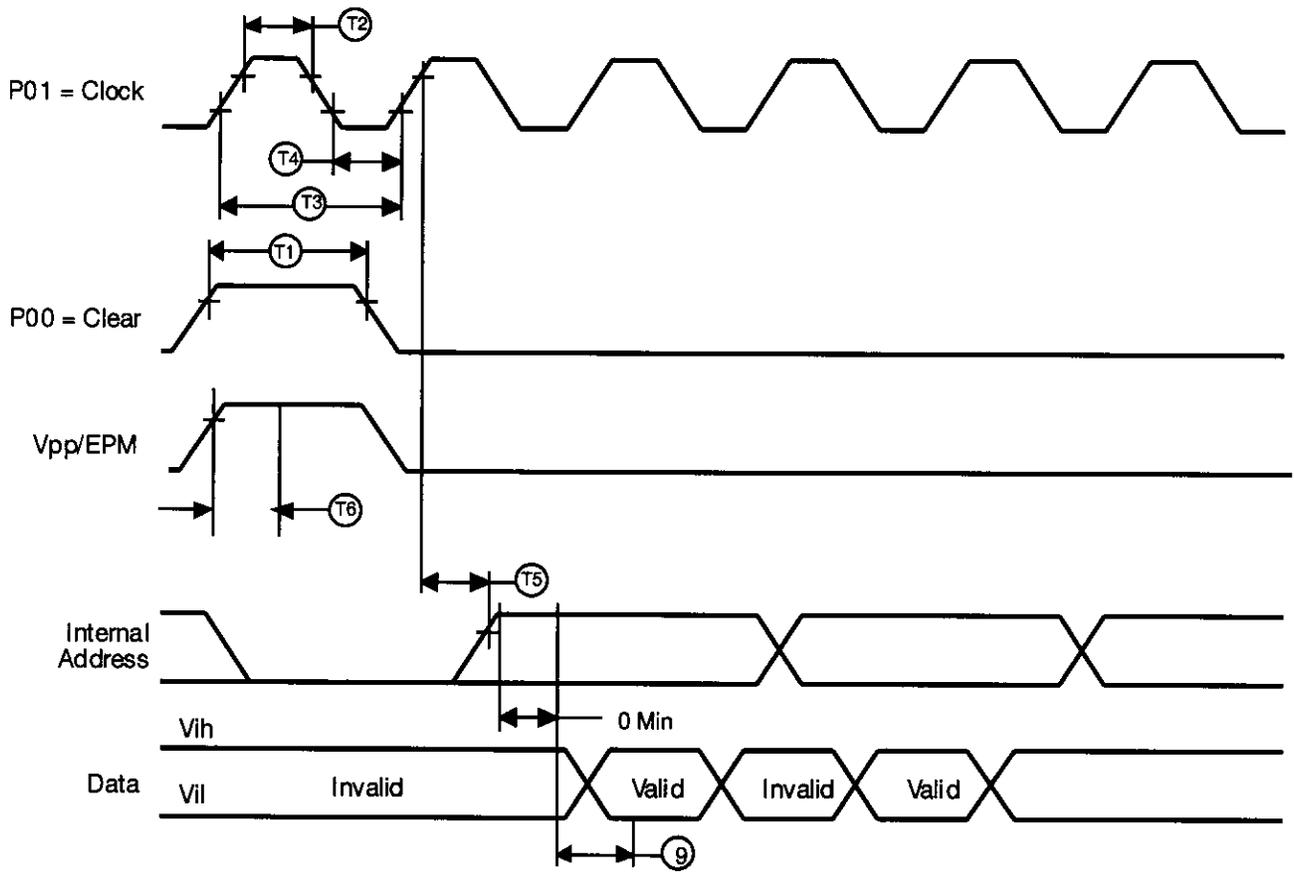 T2
P01 = Clock
T4
T3
T1
P00 = Clear
Vpp/EPM
T6
T5
Internal
Address
0 Min
Vih
Data
Vil
Invalid
Valid
Invalid
Valid
9